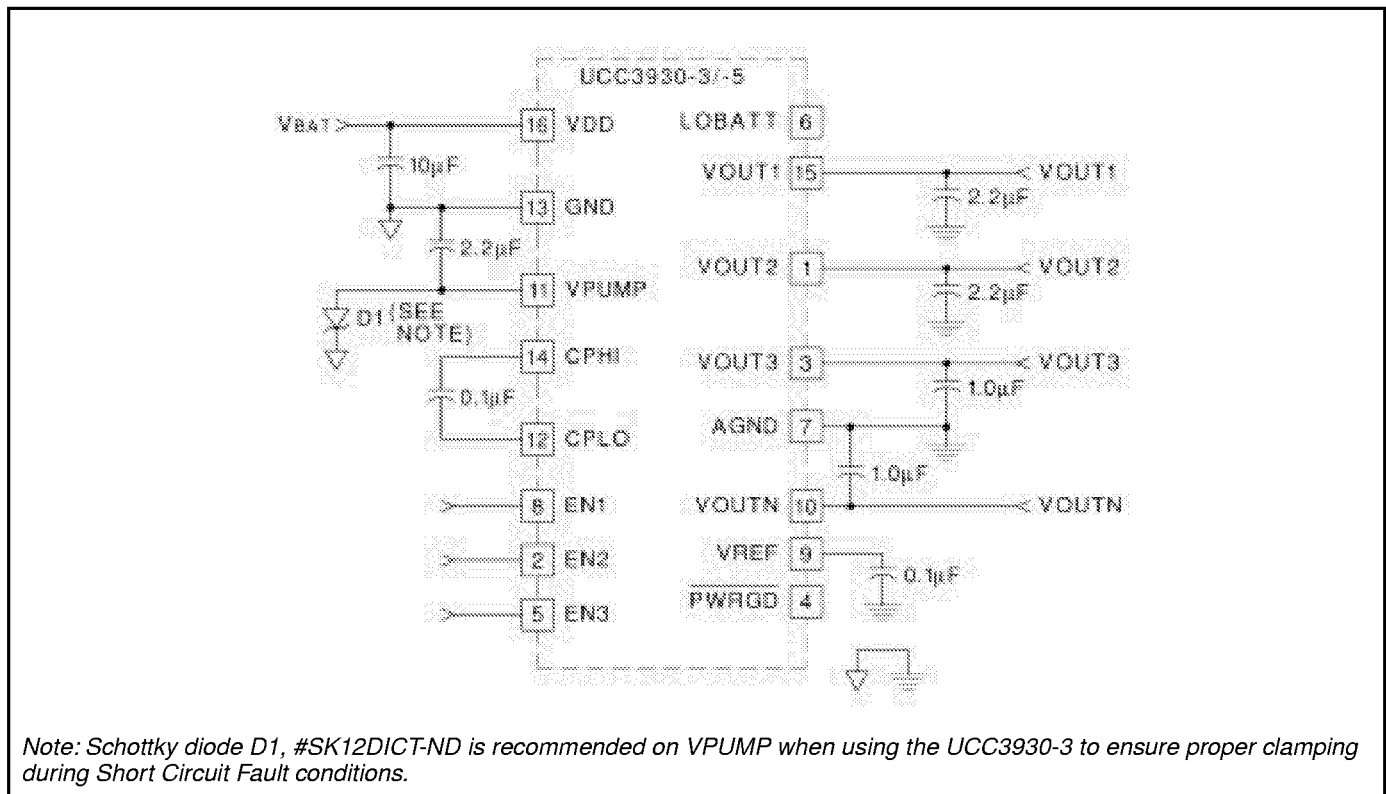 UCC3930-3/-5
VBAT
16 VDD
LOBATT 6
10µF
VOUT1 15
VOUT1
2.2µF
13 GND
2.2µF
VOUT2 1
VOUT2
2.2µF
11 VPUMP
D1 (SEE
NOTE)
14 CPHI
VOUT3 3
VOUT3
0.1µF
1.0µF
AGND 7
12 CPLO
1.0µF
8 EN1
VOUTN 10
VOUTN
2 EN2
VREF 9
0.1µF
5 EN3
PWRGD 4
Note: Schottky diode D1, #SK12DICT-ND is recommended on VPUMP when using the UCC3930-3 to ensure proper clamping
during Short Circuit Fault conditions.